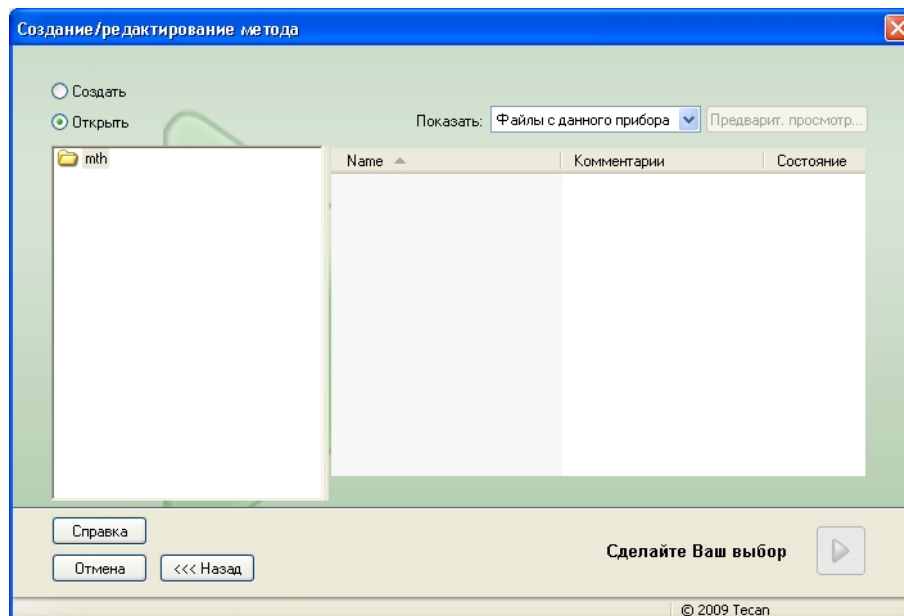 Создание/редактирование метода
Создать
Открыть
Показать: Файлы с данного прибора Предварит. просмотр...
mth
Name Комментарии Состояние
Справка
Отмена <<< Назад
Сделайте Ваш выбор
© 2009 Tecan